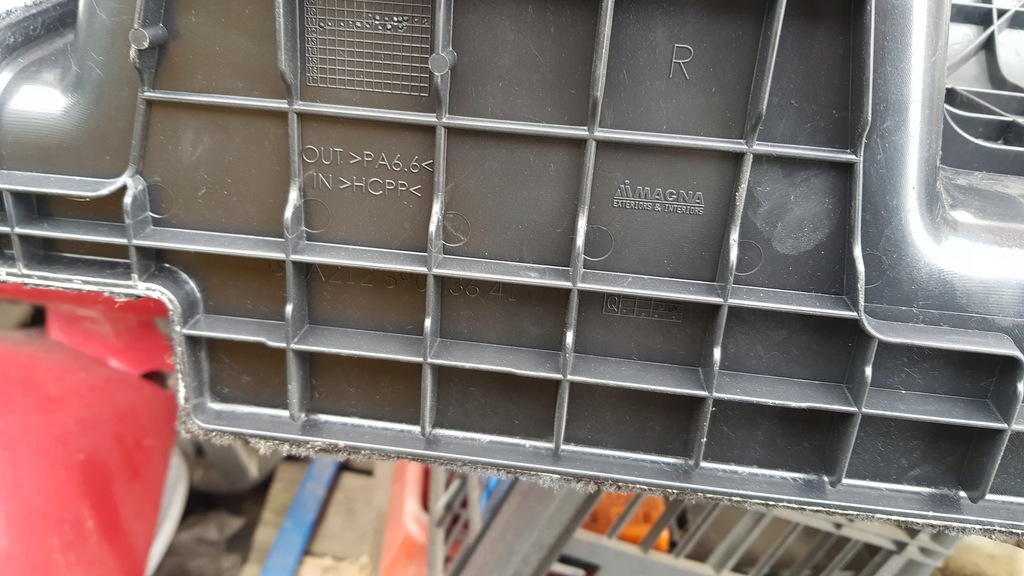 R
OUT >PA6.6<
IN >HCPP<
MAGNA
EXTERIORS & INTERIORS